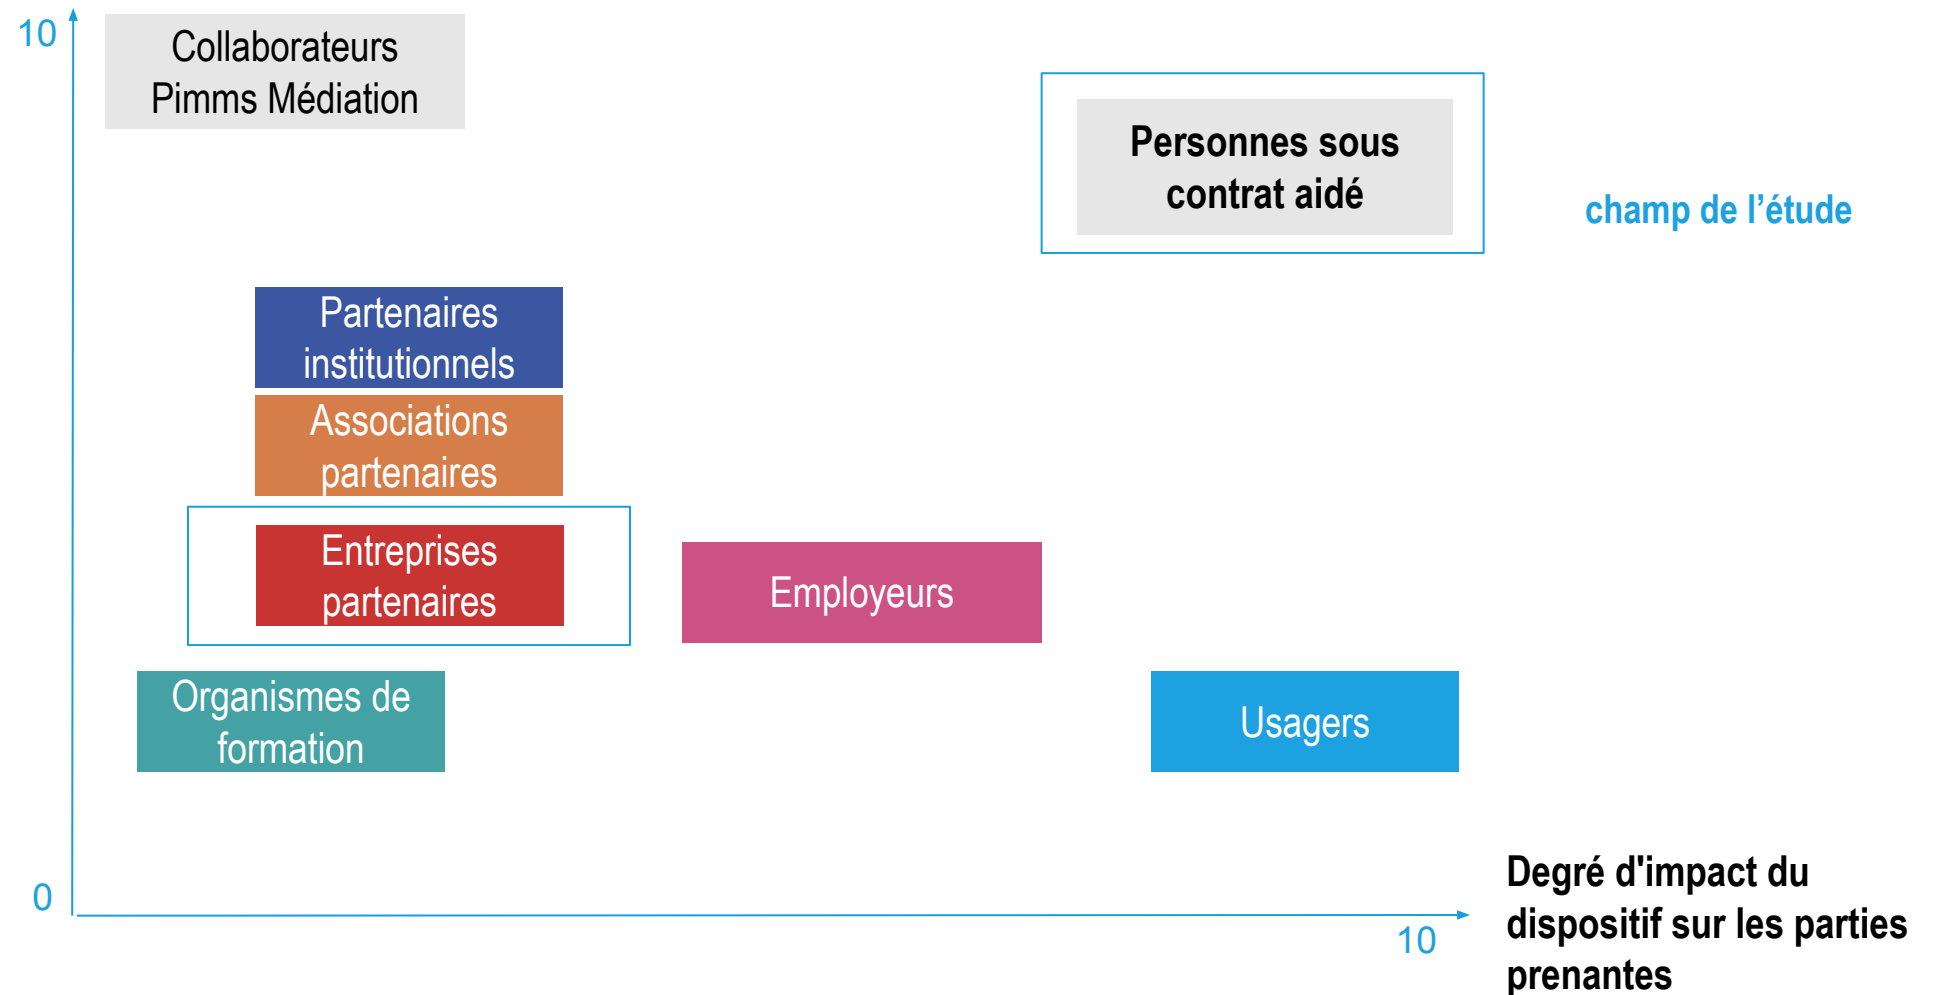 10
Collaborateurs
Pimms Médiation
Personnes sous
contrat aidé
champ de l’étude
Partenaires
institutionnels
Associations
partenaires
Entreprises
partenaires
Employeurs
Organismes de
formation
Usagers
0
10
Degré d'impact du
dispositif sur les parties
prenantes